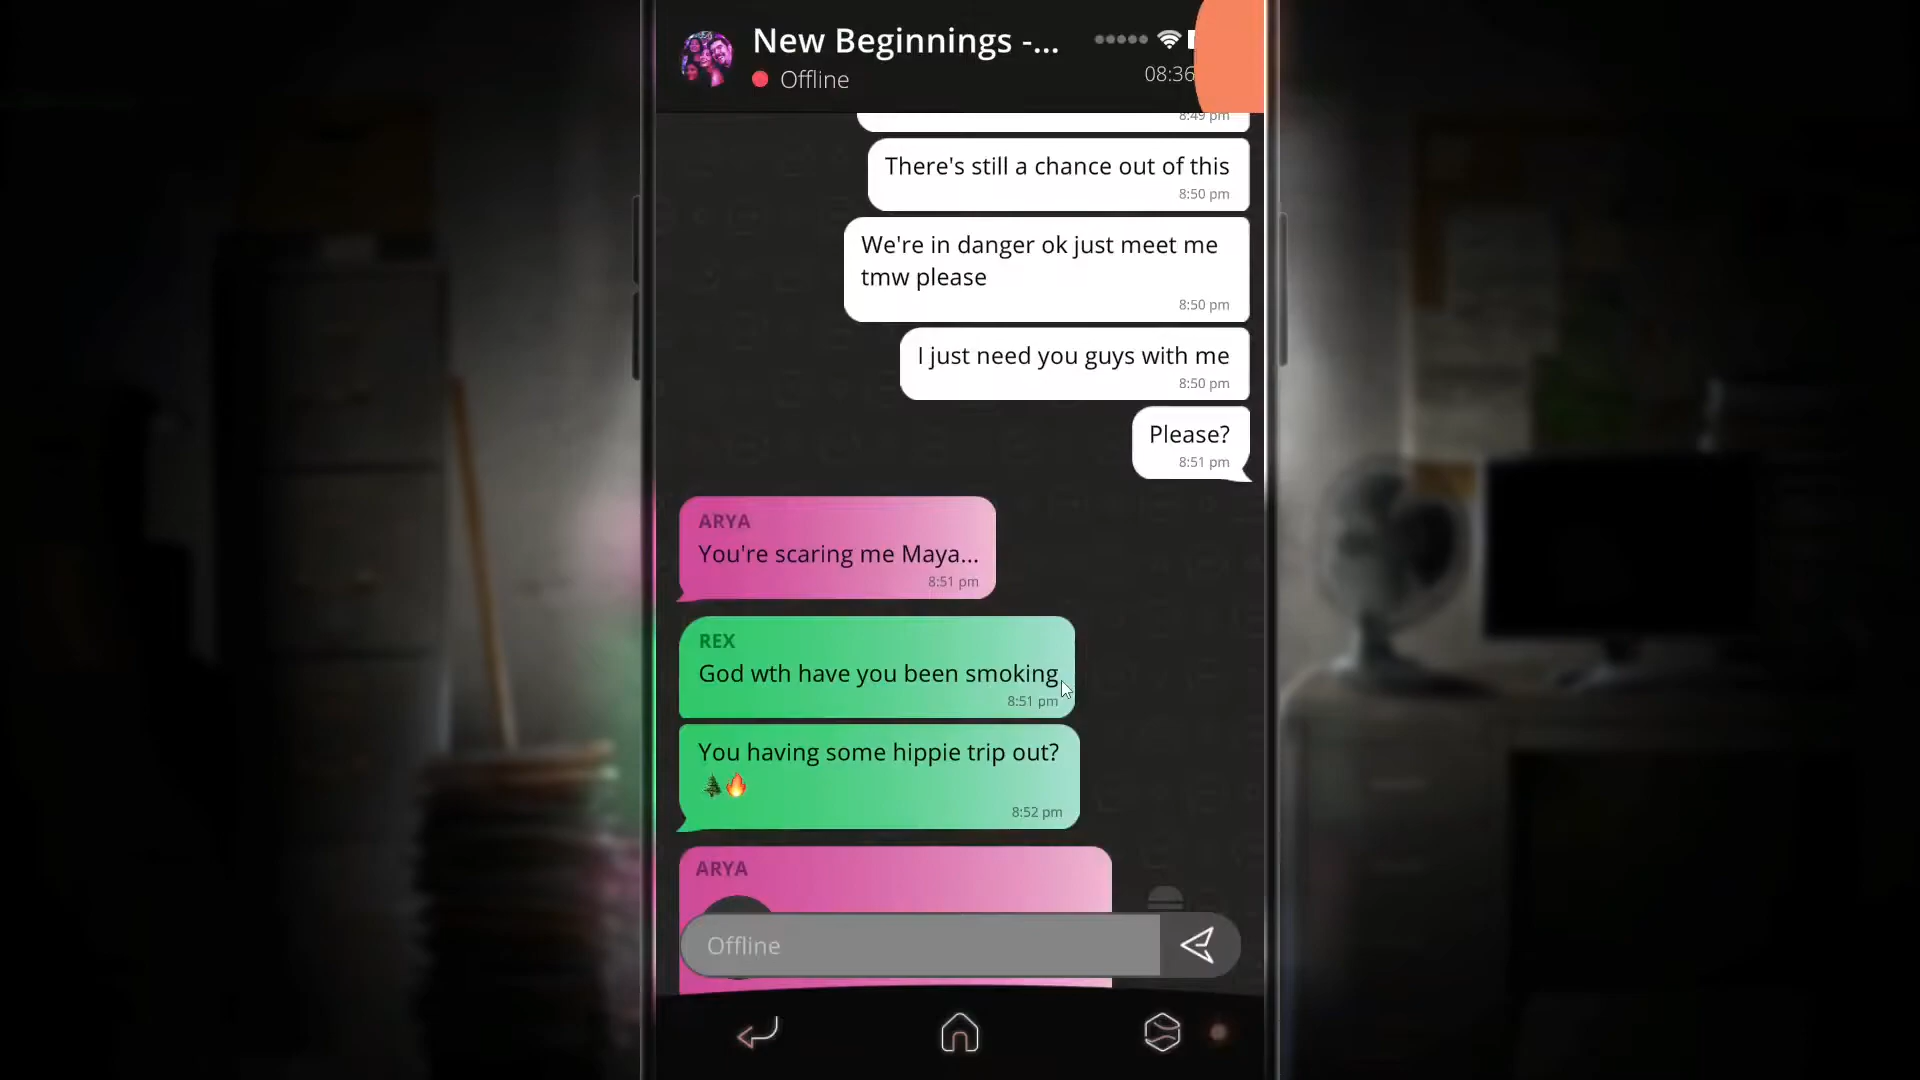 New Beginnings -...
Offline
08:36
8:49 pm
There's still a chance out of this
8:50 pm
We're in danger ok just meet me
tmw please
8:50 pm
I just need you guys with me
8:50 pm
Please?
8:51 pm
ARYA
You're scaring me Maya...
8:51 pm
REX
God wth have you been smoking
8:51 pm
You having some hippie trip out?
🌲🔥
8:52 pm
ARYA
Offline